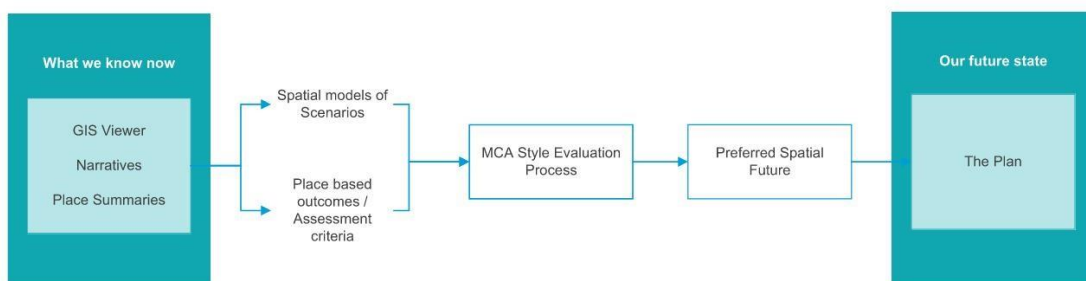 What we know now
GIS Viewer
Narratives
Place Summaries
Spatial models of
Scenarios
Place based
outcomes /
Assessment
criteria
MCA Style Evaluation
Process
Preferred Spatial
Future
Our future state
The Plan